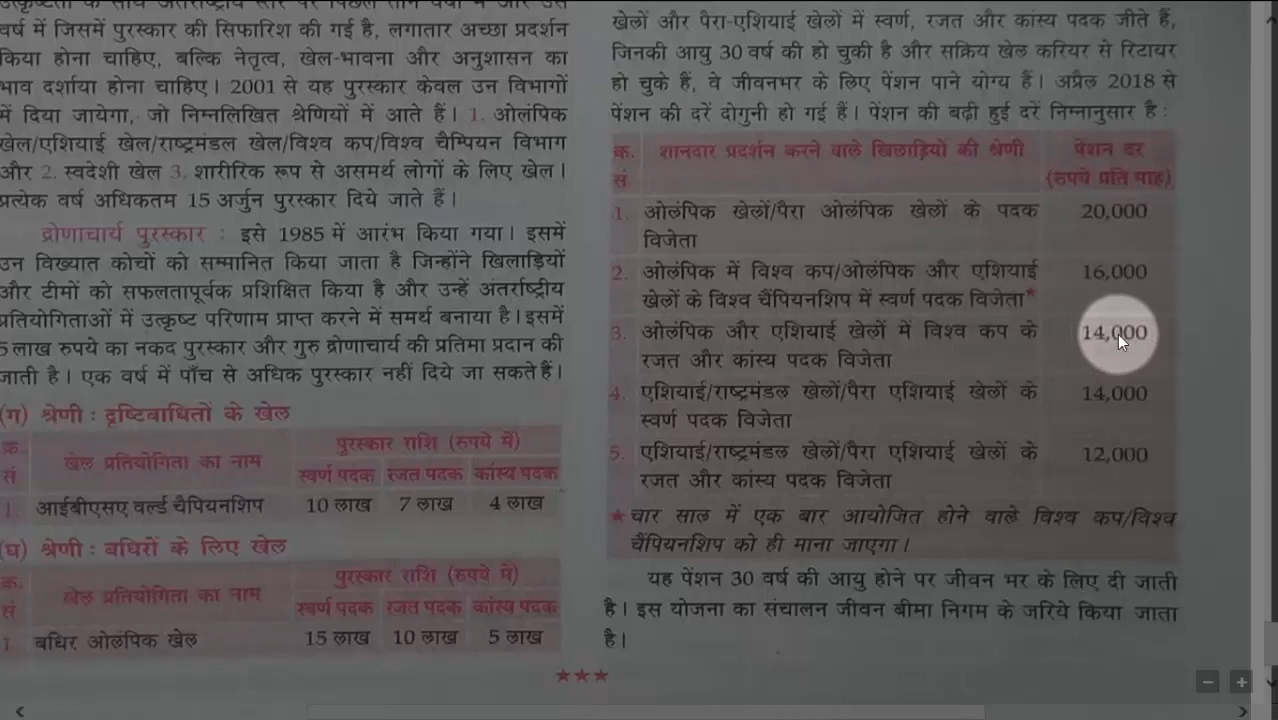 वर्ष में जिसमें पुरस्कार की सिफारिश की गई है, लगातार अच्छा प्रदर्शन
किया होना चाहिए, बल्कि नेतृत्व, खेल-भावना और अनुशासन का
भाव दर्शाया होना चाहिए। 2001 से यह पुरस्कार केवल उन विभागों
में दिया जायेगा, जो निम्नलिखित श्रेणियों में आते हैं। 1. ओलंपिक
खेल/एशियाई खेल/राष्ट्रमंडल खेल/विश्व कप/विश्व चैम्पियन विभाग
और 2. स्वदेशी खेल 3. शारीरिक रूप से असमर्थ लोगों के लिए खेल।
प्रत्येक वर्ष अधिकतम 15 अर्जुन पुरस्कार दिये जाते हैं।
द्रोणाचार्य पुरस्कार : इसे 1985 में आरंभ किया गया। इसमें
उन विख्यात कोचों को सम्मानित किया जाता है जिन्होंने खिलाड़ियों
और टीमों को सफलतापूर्वक प्रशिक्षित किया है और उन्हें अंतर्राष्ट्रीय
प्रतियोगिताओं में उत्कृष्ट परिणाम प्राप्त करने में समर्थ बनाया है। इसमें
5 लाख रुपये का नकद पुरस्कार और गुरु द्रोणाचार्य की प्रतिमा प्रदान की
जाती है। एक वर्ष में पाँच से अधिक पुरस्कार नहीं दिये जा सकते हैं।
(ग) श्रेणी : दृष्टिबाधितों के खेल
क्र. सं खेल प्रतियोगिता का नाम पुरस्कार राशि (रुपये में)
स्वर्ण पदक रजत पदक कांस्य पदक
1. आईबीएसए वर्ल्ड चैंपियनशिप 10 लाख 7 लाख 4 लाख
(घ) श्रेणी : बधिरों के लिए खेल
क्र. सं खेल प्रतियोगिता का नाम पुरस्कार राशि (रुपये में)
स्वर्ण पदक रजत पदक कांस्य पदक
1 बधिर ओलंपिक खेल 15 लाख 10 लाख 5 लाख
खेलों और पैरा-एशियाई खेलों में स्वर्ण, रजत और कांस्य पदक जीते हैं,
जिनकी आयु 30 वर्ष की हो चुकी है और सक्रिय खेल करियर से रिटायर
हो चुके हैं, वे जीवनभर के लिए पेंशन पाने योग्य हैं। अप्रैल 2018 से
पेंशन की दरें दोगुनी हो गई हैं। पेंशन की बढ़ी हुई दरें निम्नानुसार है :
क्र. शानदार प्रदर्शन करने वाले खिलाड़ियों की श्रेणी पेंशन दर
सं (रुपये प्रति माह)
1. ओलंपिक खेलों/पैरा ओलंपिक खेलों के पदक 20,000
विजेता
2. ओलंपिक में विश्व कप/ओलंपिक और एशियाई 16,000
खेलों के विश्व चैंपियनशिप में स्वर्ण पदक विजेता*
3. ओलंपिक और एशियाई खेलों में विश्व कप के 14,000
रजत और कांस्य पदक विजेता
4. एशियाई/राष्ट्रमंडल खेलों/पैरा एशियाई खेलों के 14,000
स्वर्ण पदक विजेता
5. एशियाई/राष्ट्रमंडल खेलों/पैरा एशियाई खेलों के 12,000
रजत और कांस्य पदक विजेता
★ चार साल में एक बार आयोजित होने वाले विश्व कप/विश्व
चैंपियनशिप को ही माना जाएगा।
यह पेंशन 30 वर्ष की आयु होने पर जीवन भर के लिए दी जाती
है। इस योजना का संचालन जीवन बीमा निगम के जरिये किया जाता
है।
★★★